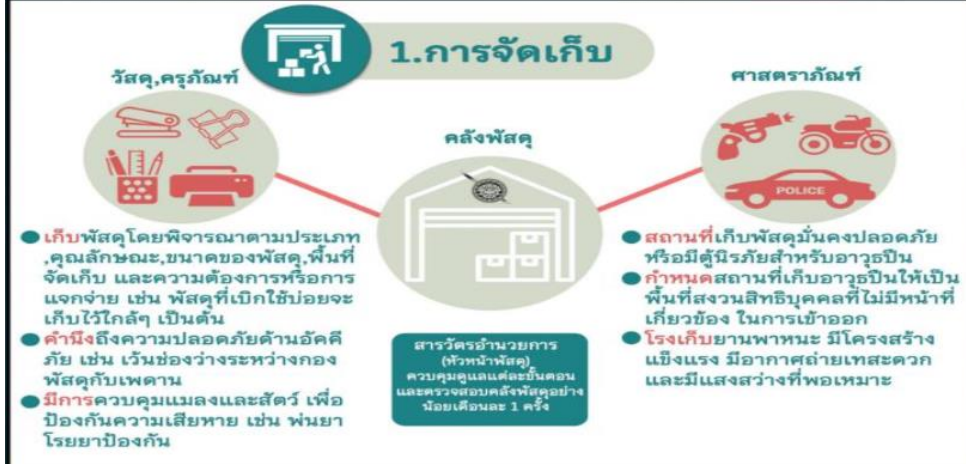 1.การจัดเก็บ
วัสดุ,ครุภัณฑ์
เก็บพัสดุโดยพิจารณาตามประเภท
,คุณลักษณะ,ขนาดของพัสดุ,พื้นที่
จัดเก็บ และความต้องการหรือการ
แจกจ่าย เช่น พัสดุที่เบิกใช้บ่อยจะ
เก็บไว้ใกล้ๆ เป็นต้น
คำนึงถึงความปลอดภัยด้านอัคคี
ภัย เช่น เว้นช่องว่างระหว่างกอง
พัสดุกับเพดาน
มีการควบคุมแมลงและสัตว์ เพื่อ
ป้องกันความเสียหาย เช่น พ่นยา
โรยยาป้องกัน
คลังพัสดุ
สารวัตรอำนวยการ
(หัวหน้าพัสดุ)
ควบคุมดูแลแต่ละขั้นตอน
และตรวจสอบคลังพัสดุอย่าง
น้อยเดือนละ 1 ครั้ง
ศาสตราภัณฑ์
POLICE
สถานที่เก็บพัสดุมั่นคงปลอดภัย
หรือมีตู้นิรภัยสำหรับอาวุธปืน
กำหนดสถานที่เก็บอาวุธปืนให้เป็น
พื้นที่สงวนสิทธิบุคคลที่ไม่มีหน้าที่
เกี่ยวข้อง ในการเข้าออก
โรงเก็บยานพาหนะ มีโครงสร้าง
แข็งแรง มีอากาศถ่ายเทสะดวก
และมีแสงสว่างที่พอเหมาะ